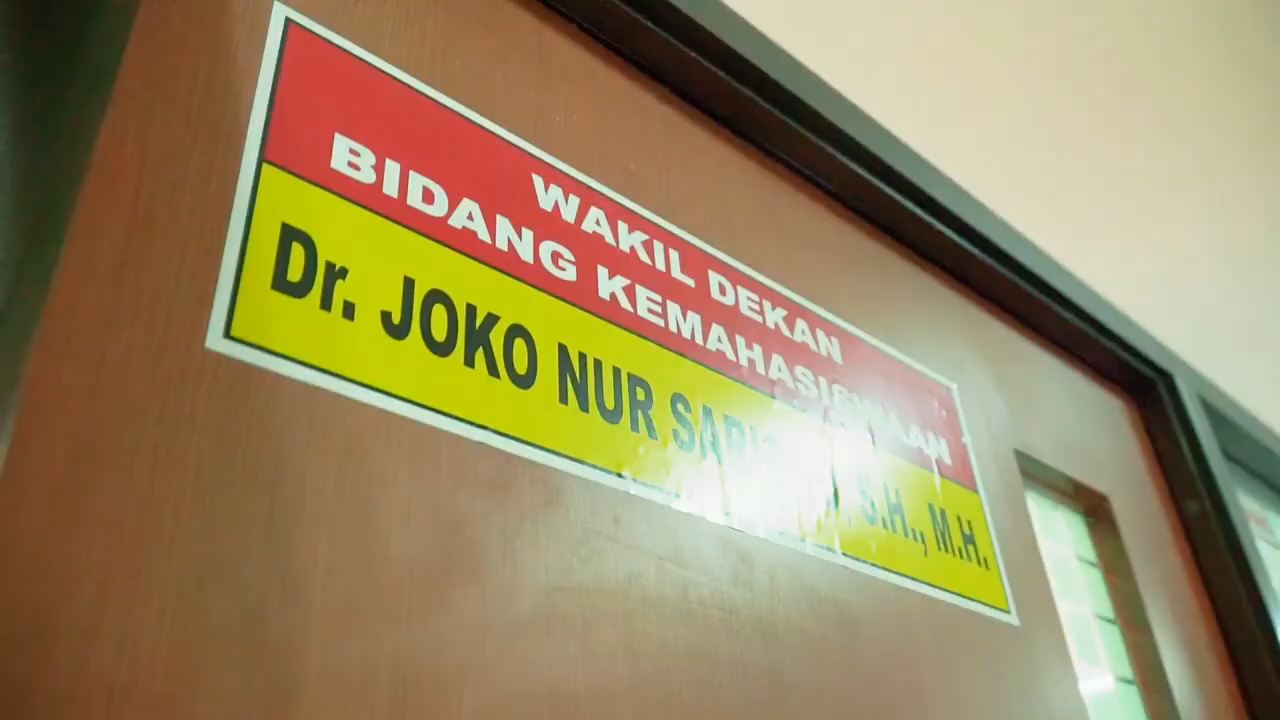 WAKIL DEKAN
BIDANG KEMAHASISWAAN
Dr. JOKO NUR S.H., M.H.